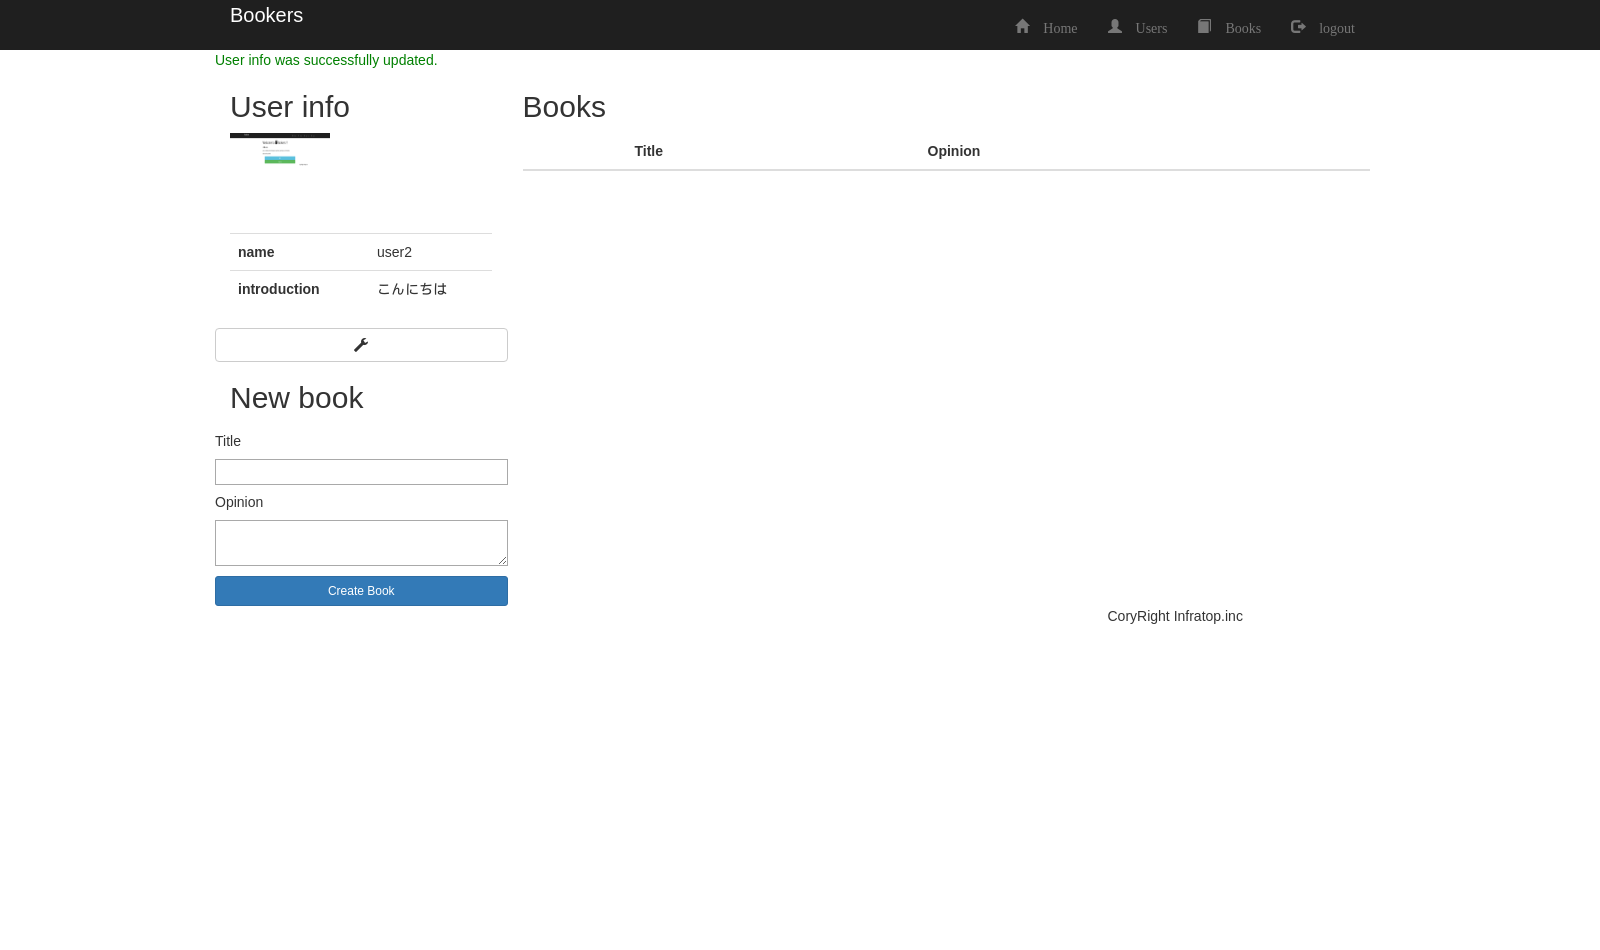 Bookers
Home
Users
Books
logout
User info was successfully updated.
User info
name user2
introduction こんにちは
New book
Title
Opinion
Create Book
Books
Title Opinion
CoryRight Infratop.inc